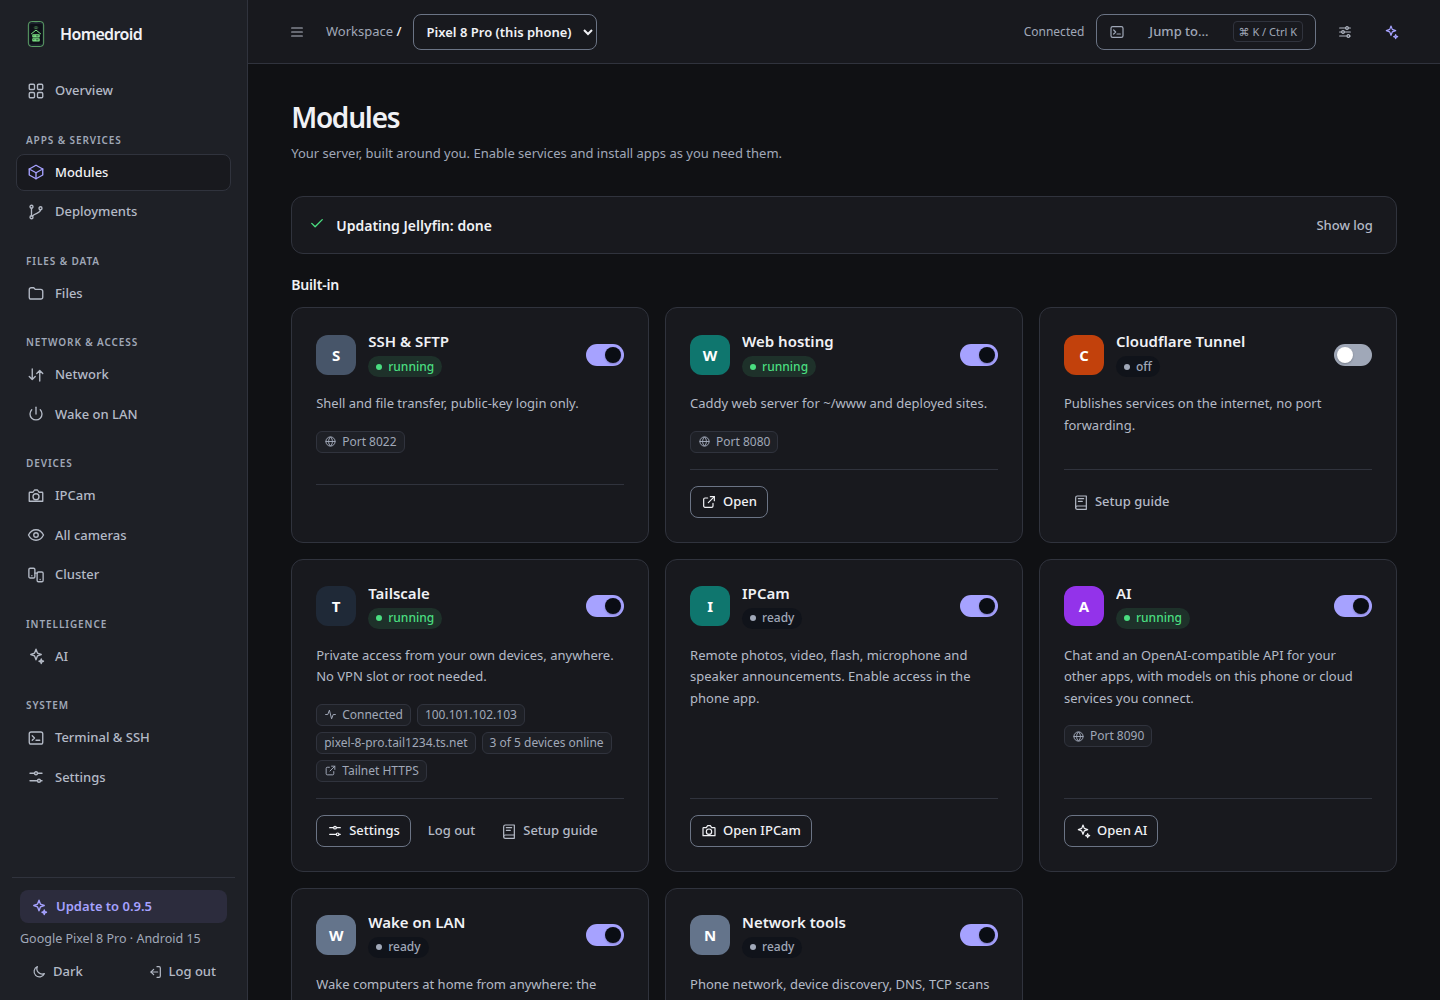 Homedroid
Overview
APPS & SERVICES
Modules
Deployments
FILES & DATA
Files
NETWORK & ACCESS
Network
Wake on LAN
DEVICES
IPCam
All cameras
Cluster
INTELLIGENCE
AI
SYSTEM
Terminal & SSH
Settings
Update to 0.9.5
Google Pixel 8 Pro · Android 15
Dark
Log out
Workspace / Pixel 8 Pro (this phone)
Connected
Jump to... ⌘ K / Ctrl K
Modules
Your server, built around you. Enable services and install apps as you need them.
Updating Jellyfin: done
Show log
Built-in
S
SSH & SFTP
running
Shell and file transfer, public-key login only.
Port 8022
W
Web hosting
running
Caddy web server for ~/www and deployed sites.
Port 8080
Open
C
Cloudflare Tunnel
off
Publishes services on the internet, no port
forwarding.
Setup guide
T
Tailscale
running
Private access from your own devices, anywhere.
No VPN slot or root needed.
Connected
100.101.102.103
pixel-8-pro.tail1234.ts.net
3 of 5 devices online
Tailnet HTTPS
Settings
Log out
Setup guide
I
IPCam
ready
Remote photos, video, flash, microphone and
speaker announcements. Enable access in the
phone app.
Open IPCam
A
AI
running
Chat and an OpenAI-compatible API for your
other apps, with models on this phone or cloud
services you connect.
Port 8090
Open AI
W
Wake on LAN
ready
Wake computers at home from anywhere: the
N
Network tools
ready
Phone network, device discovery, DNS, TCP scans